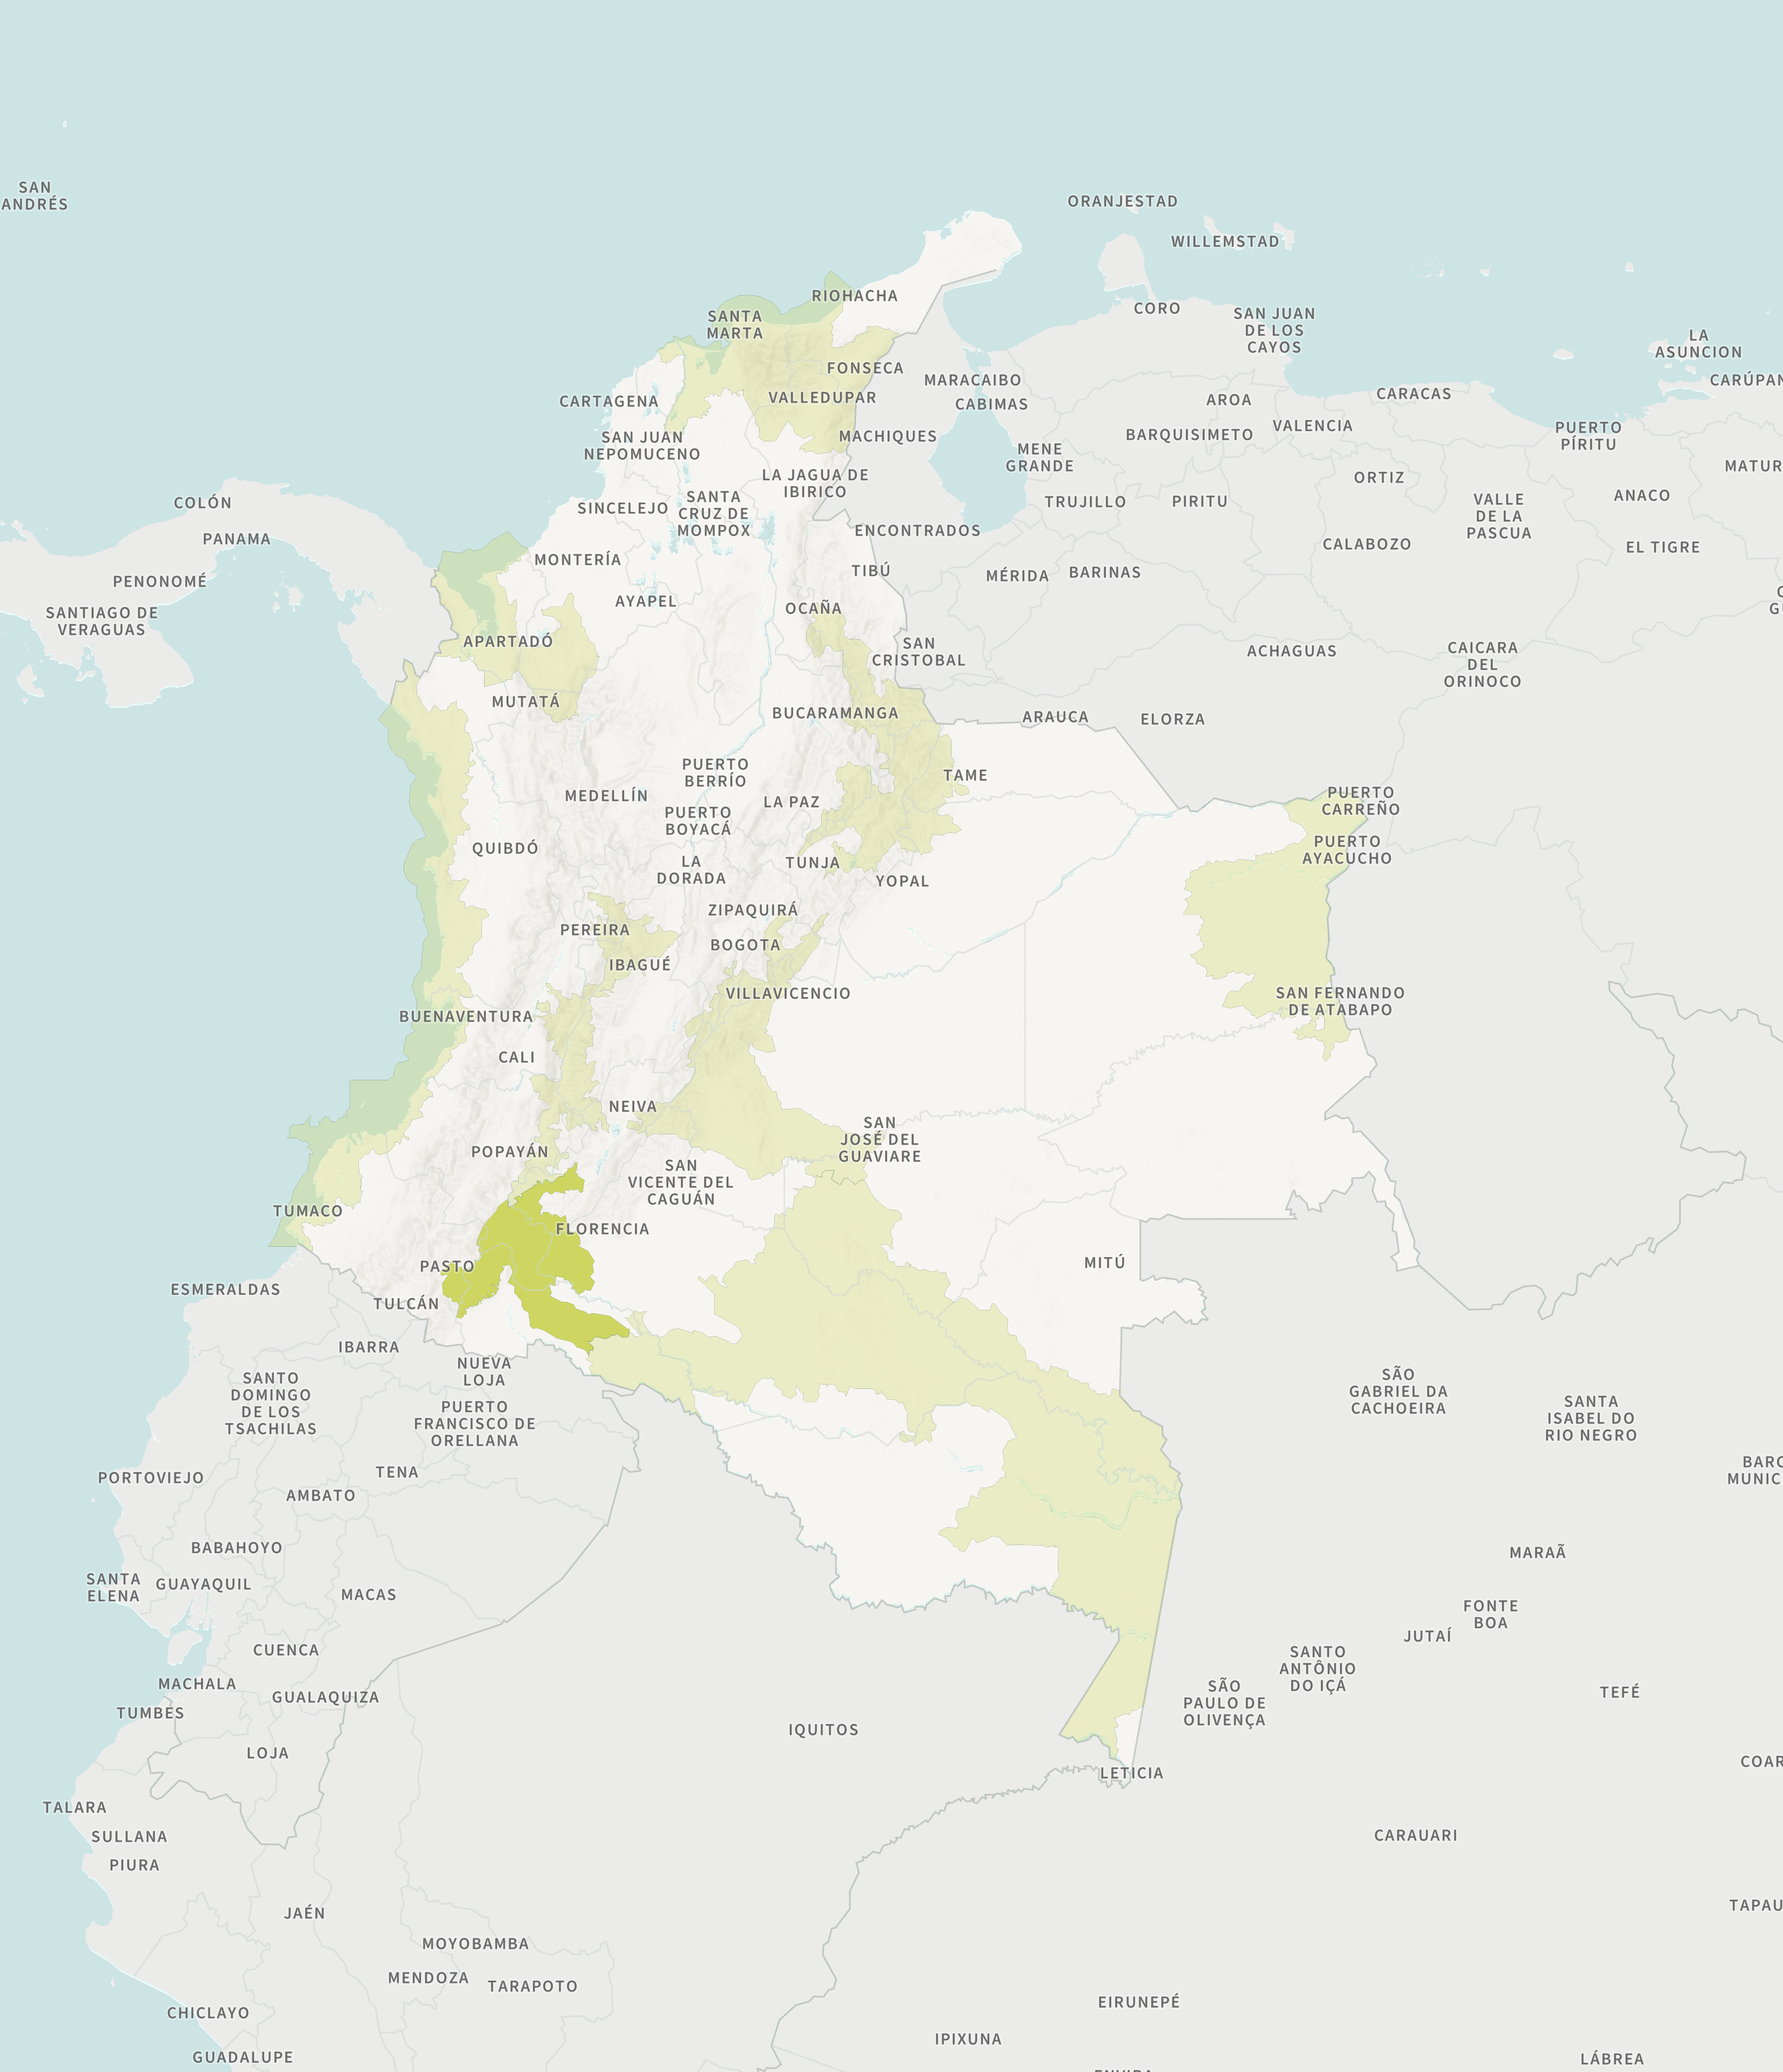 SAN
ANDRÉS
ORANJESTAD
WILLEMSTAD
RIOHACHA
SANTA
MARTA
CORO
SAN JUAN
DE LOS
CAYOS
LA
ASUNCION
FONSECA
VALLEDUPAR
MARACAIBO
CABIMAS
CARTAGENA
AROA
CARACAS
CARÚPAN
MACHIQUES
BARQUISIMETO
VALENCIA
PUERTO
PÍRITU
SAN JUAN
NEPOMUCENO
MENE
GRANDE
MATUR
LA JAGUA DE
IBIRICO
ORTIZ
COLÓN
SINCELEJO
SANTA
CRUZ DE
MOMPOX
TRUJILLO
PIRITU
VALLE
DE LA
PASCUA
ANACO
PANAMA
ENCONTRADOS
CALABOZO
EL TIGRE
MONTERÍA
PENONOMÉ
TIBÚ
MÉRIDA
BARINAS
C
G
SANTIAGO DE
VERAGUAS
AYAPEL
OCAÑA
APARTADÓ
SAN
CRISTOBAL
ACHAGUAS
CAICARA
DEL
ORINOCO
MUTATÁ
BUCARAMANGA
ARAUCA
ELORZA
PUERTO
BERRÍO
TAME
MEDELLÍN
LA PAZ
PUERTO
CARREÑO
PUERTO
BOYACÁ
QUIBDÓ
PUERTO
AYACUCHO
LA
DORADA
TUNJA
YOPAL
ZIPAQUIRÁ
PEREIRA
BOGOTA
IBAGUÉ
VILLAVICENCIO
SAN FERNANDO
DE ATABAPO
BUENAVENTURA
CALI
NEIVA
SAN
JOSÉ DEL
GUAVIARE
POPAYÁN
SAN
VICENTE DEL
CAGUÁN
TUMACO
FLORENCIA
MITÚ
PASTO
ESMERALDAS
TULCÁN
IBARRA
NUEVA
LOJA
SANTO
DOMINGO
DE LOS
TSACHILAS
SÃO
GABRIEL DA
CACHOEIRA
SANTA
ISABEL DO
RIO NEGRO
PUERTO
FRANCISCO DE
ORELLANA
PORTOVIEJO
TENA
BARC
MUNIC
AMBATO
BABAHOYO
MARAÃ
SANTA
ELENA
GUAYAQUIL
MACAS
FONTE
BOA
JUTAÍ
CUENCA
SANTO
ANTÔNIO
DO IÇÁ
MACHALA
GUALAQUIZA
SÃO
PAULO DE
OLIVENÇA
TEFÉ
TUMBES
IQUITOS
LOJA
COAR
LETICIA
TALARA
SULLANA
CARAUARI
PIURA
JAÉN
TAPAU
MOYOBAMBA
MENDOZA
TARAPOTO
EIRUNEPÉ
CHICLAYO
IPIXUNA
GUADALUPE
LÁBREA